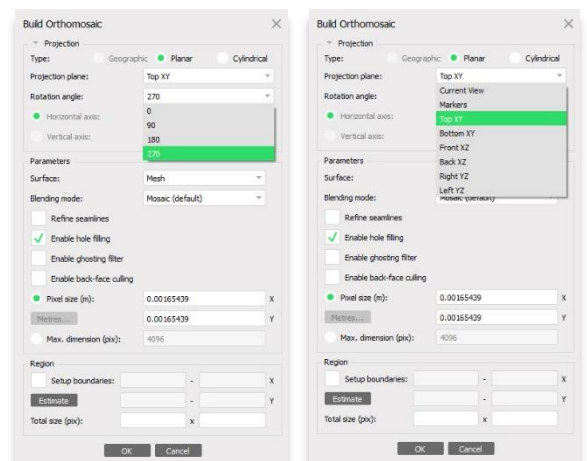 Build Orthomosaic
Projection
Type: Geographic Planar Cylindrical
Projection plane: Top XY
Rotation angle: 270
0
Horizontal axis:
90
Vertical axis:
180
270
Parameters
Surface: Mesh
Blending mode: Mosaic (default)
Refine seamlines
Enable hole filling
Enable ghosting filter
Enable back-face culling
Pixel size (m): 0.00165439 X
Metres... 0.00165439 Y
Max. dimension (pix): 4096
Region
Setup boundaries: - X
Estimate - Y
Total size (pix): x
OK Cancel
Build Orthomosaic
Projection
Type: Geographic Planar Cylindrical
Projection plane: Top XY
Current View
Rotation angle:
Markers
Horizontal axis:
Top XY
Vertical axis:
Bottom XY
Front XZ
Parameters
Back XZ
Surface:
Right YZ
Left YZ
Blending mode: Mosaic (default)
Refine seamlines
Enable hole filling
Enable ghosting filter
Enable back-face culling
Pixel size (m): 0.00165439 X
Metres... 0.00165439 Y
Max. dimension (pix): 4096
Region
Setup boundaries: - X
Estimate - Y
Total size (pix): x
OK Cancel